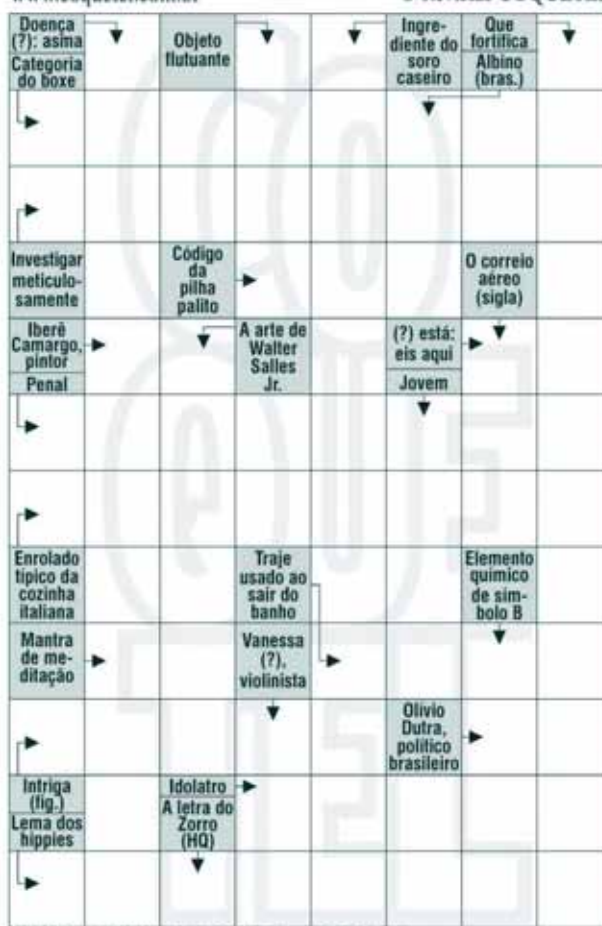 Doença
(?): asma
Categoria
do boxe
Objeto
flutuante
Ingre-
diente do
soro
caseiro
Que
fortifica
Albino
(bras.)
Investigar
meticulo-
samente
Código
da
pilha
palito
O correio
aéreo
(sigla)
Iberê
Camargo,
pintor
Penal
A arte de
Walter
Salles
Jr.
(?) está:
eis aqui
Jovem
Enrolado
típico da
cozinha
italiana
Traje
usado ao
sair do
banho
Elemento
químico
de sím-
bolo B
Mantra
de me-
ditação
Vanessa
(?),
violinista
Olívio
Dutra,
político
brasileiro
Intriga
(fig.)
Lema dos
hippies
Idolatro
A letra do
Zorro
(HQ)
COQUETEL